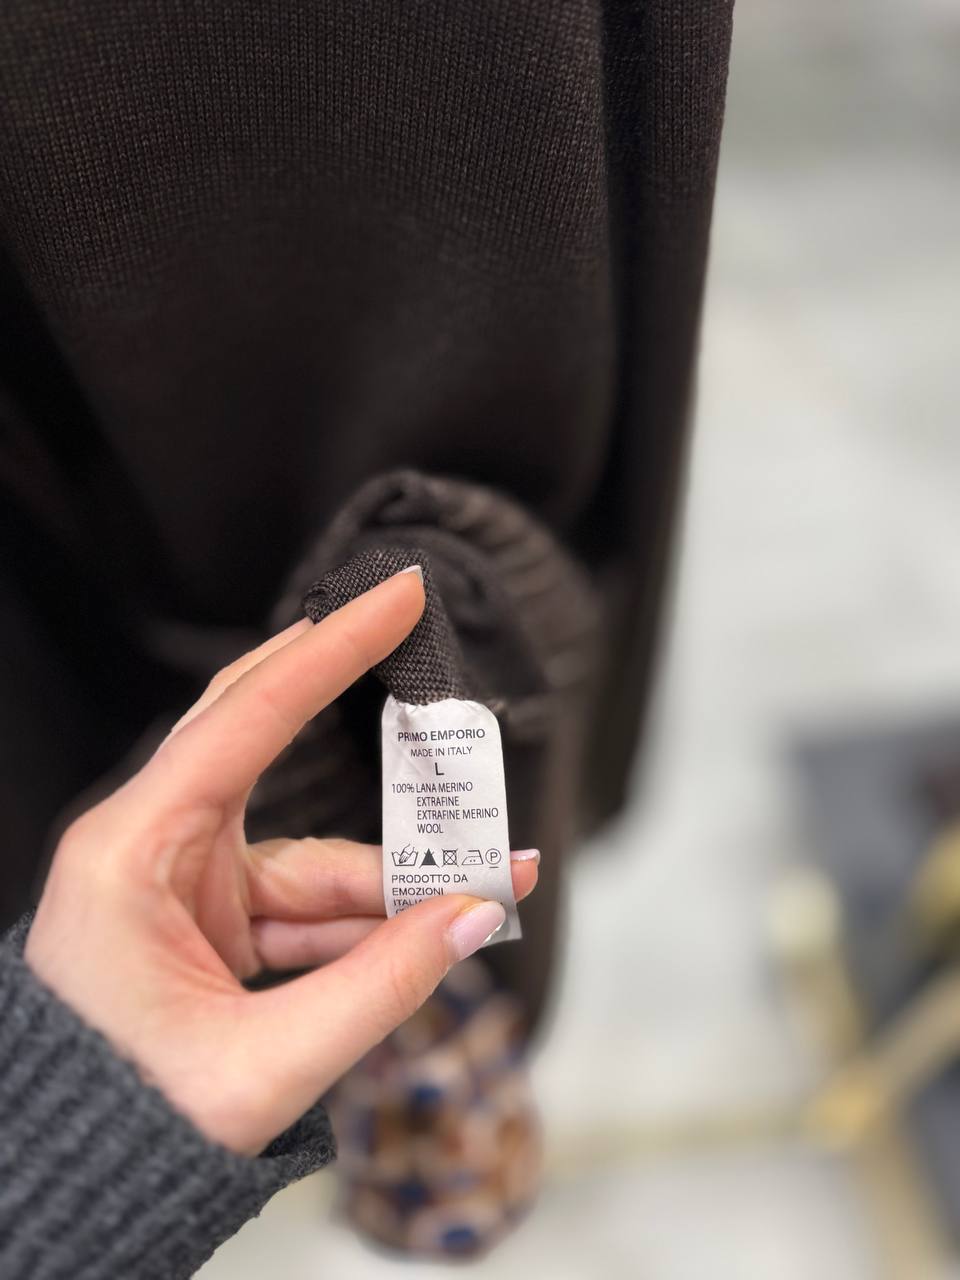 PRIMO EMPORIO
MADE IN ITALY
L
100% LANA MERINO
EXTRAFINE
EXTRAFINE MERINO
WOOL
P
PRODOTTO DA
EMOZIONI